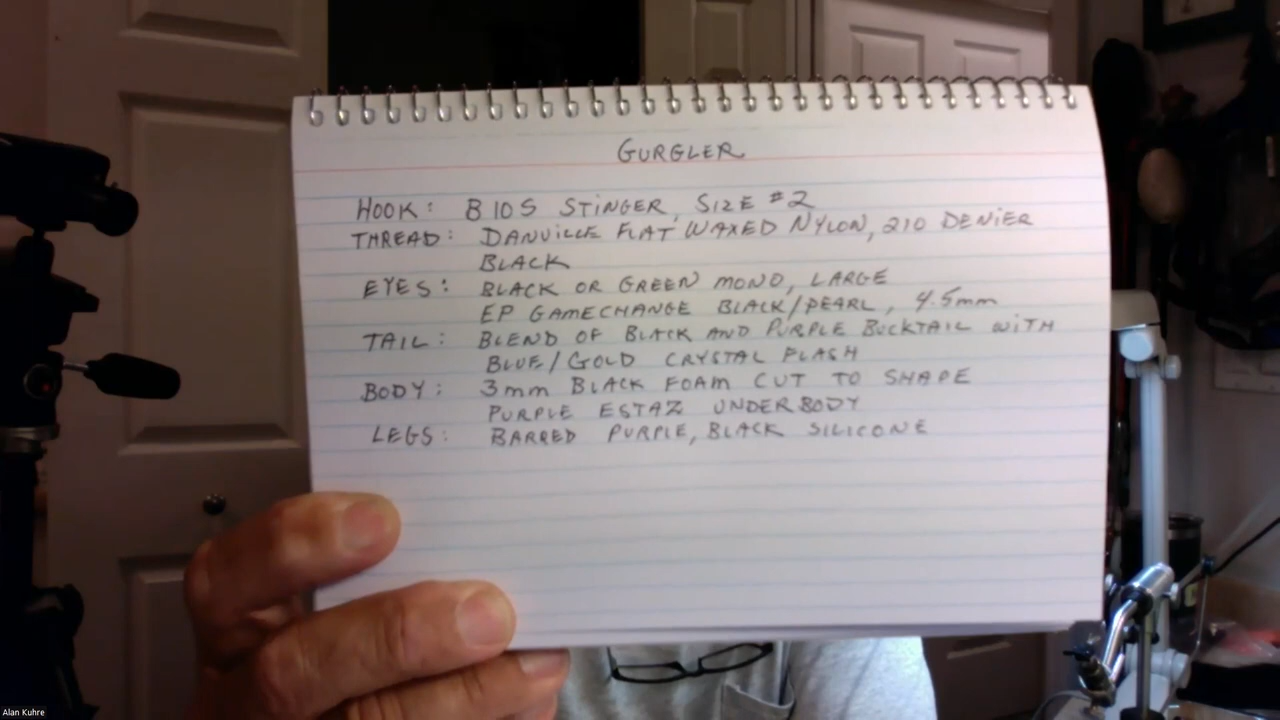 GURGLER
HOOK: B10S STINGER, SIZE #2
THREAD: DANVILLE FLAT WAXED NYLON, 210 DENIER
BLACK
EYES: BLACK OR GREEN MONO, LARGE
EP GAMECHANGE BLACK/PEARL, 4.5mm
TAIL: BLEND OF BLACK AND PURPLE BUCKTAIL WITH
BLUE/GOLD CRYSTAL FLASH
BODY: 3mm BLACK FOAM CUT TO SHAPE
PURPLE ESTAZ UNDERBODY
LEGS: BARRED PURPLE, BLACK SILICONE
Alan Kuhre